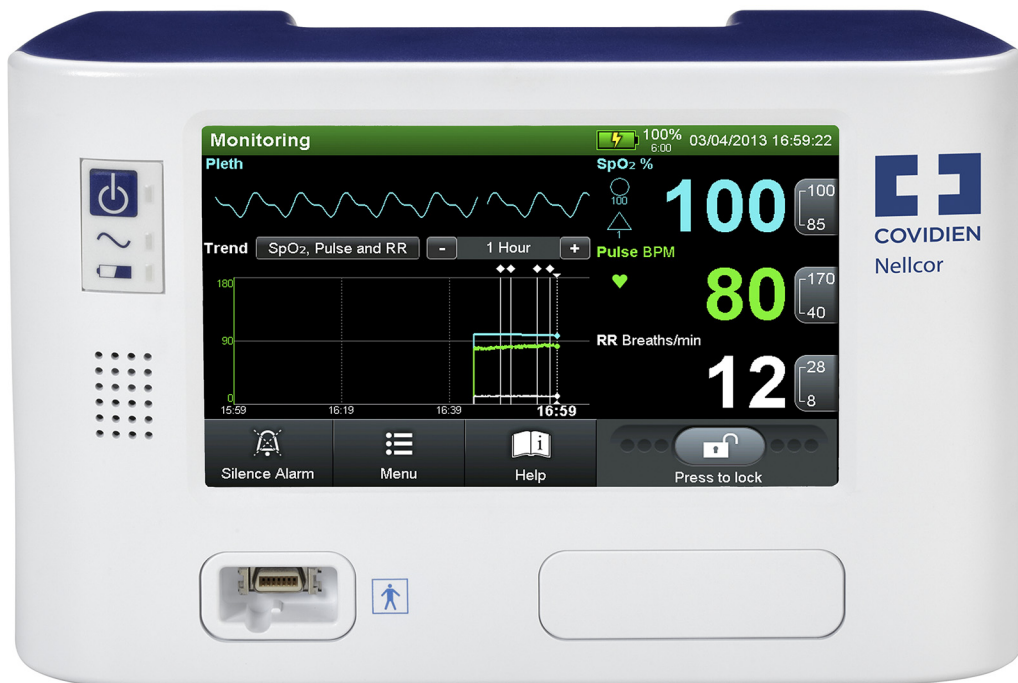 Monitoring
100%
6:00
03/04/2013 16:59:22
Pleth
SpO2 %
100
1
100
100
85
Trend
SpO2, Pulse and RR
-
1 Hour
+
Pulse BPM
80
170
40
180
90
0
15:59
16:19
16:39
16:59
RR Breaths/min
12
28
8
Silence Alarm
Menu
i
Help
Press to lock
COVIDIEN
Nellcor